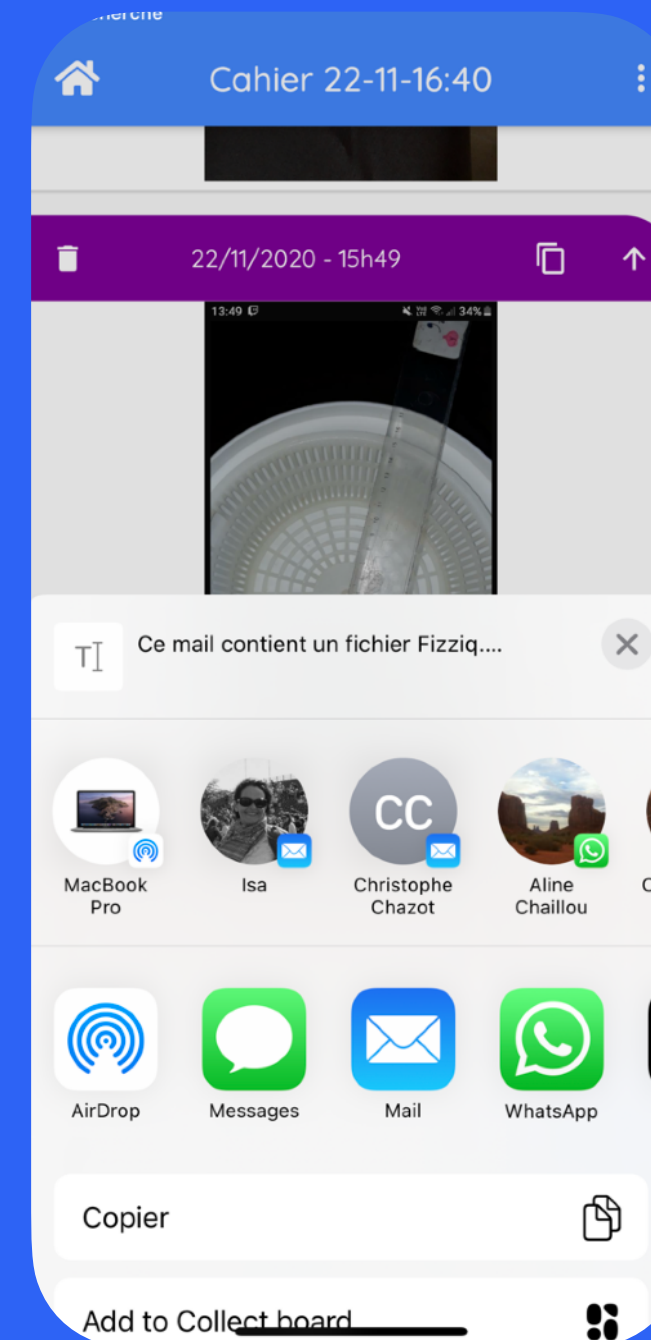 Cahier 22-11-16:40
22/11/2020 - 15h49
13:49 34%
Ce mail contient un fichier Fizziq....
MacBook
Pro
Isa
CC
Christophe
Chazot
Aline
Chaillou
AirDrop
Messages
Mail
WhatsApp
Copier
Add to Collect board